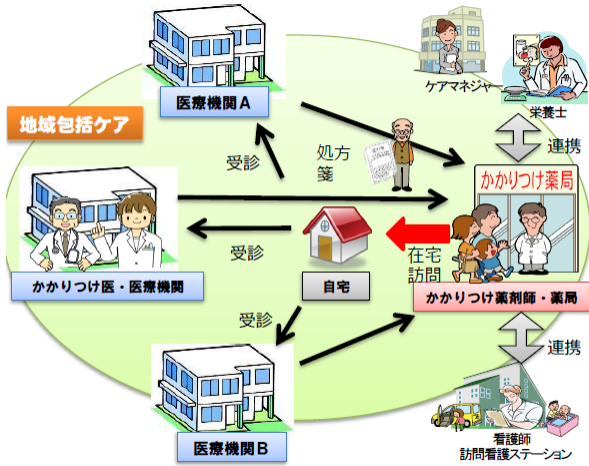 ケアマネジャ
栄養士
医療機関A
地域包括ケア
連携
受診
処方
箋
かかりつけ薬局
受診
在宅
訪問
かかりつけ医・医療機関
自宅
かかりつけ薬剤師・薬局
受診
連携
医療機関B
看護師
訪問看護ステーション